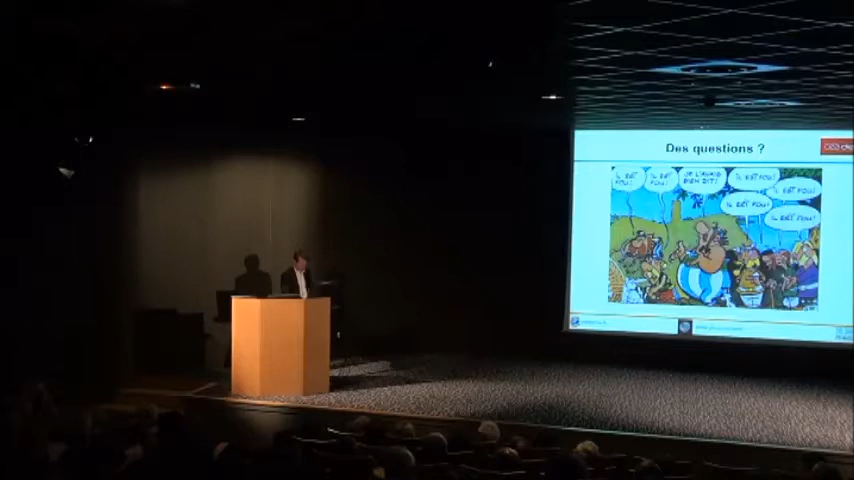 Des questions ?
IL EST
FOU!
IL EST
FOU!
JE L'AVAIS
BIEN DIT!
IL EST FOU!
IL EST FOU!
IL EST FOU!
IL EST FOU!